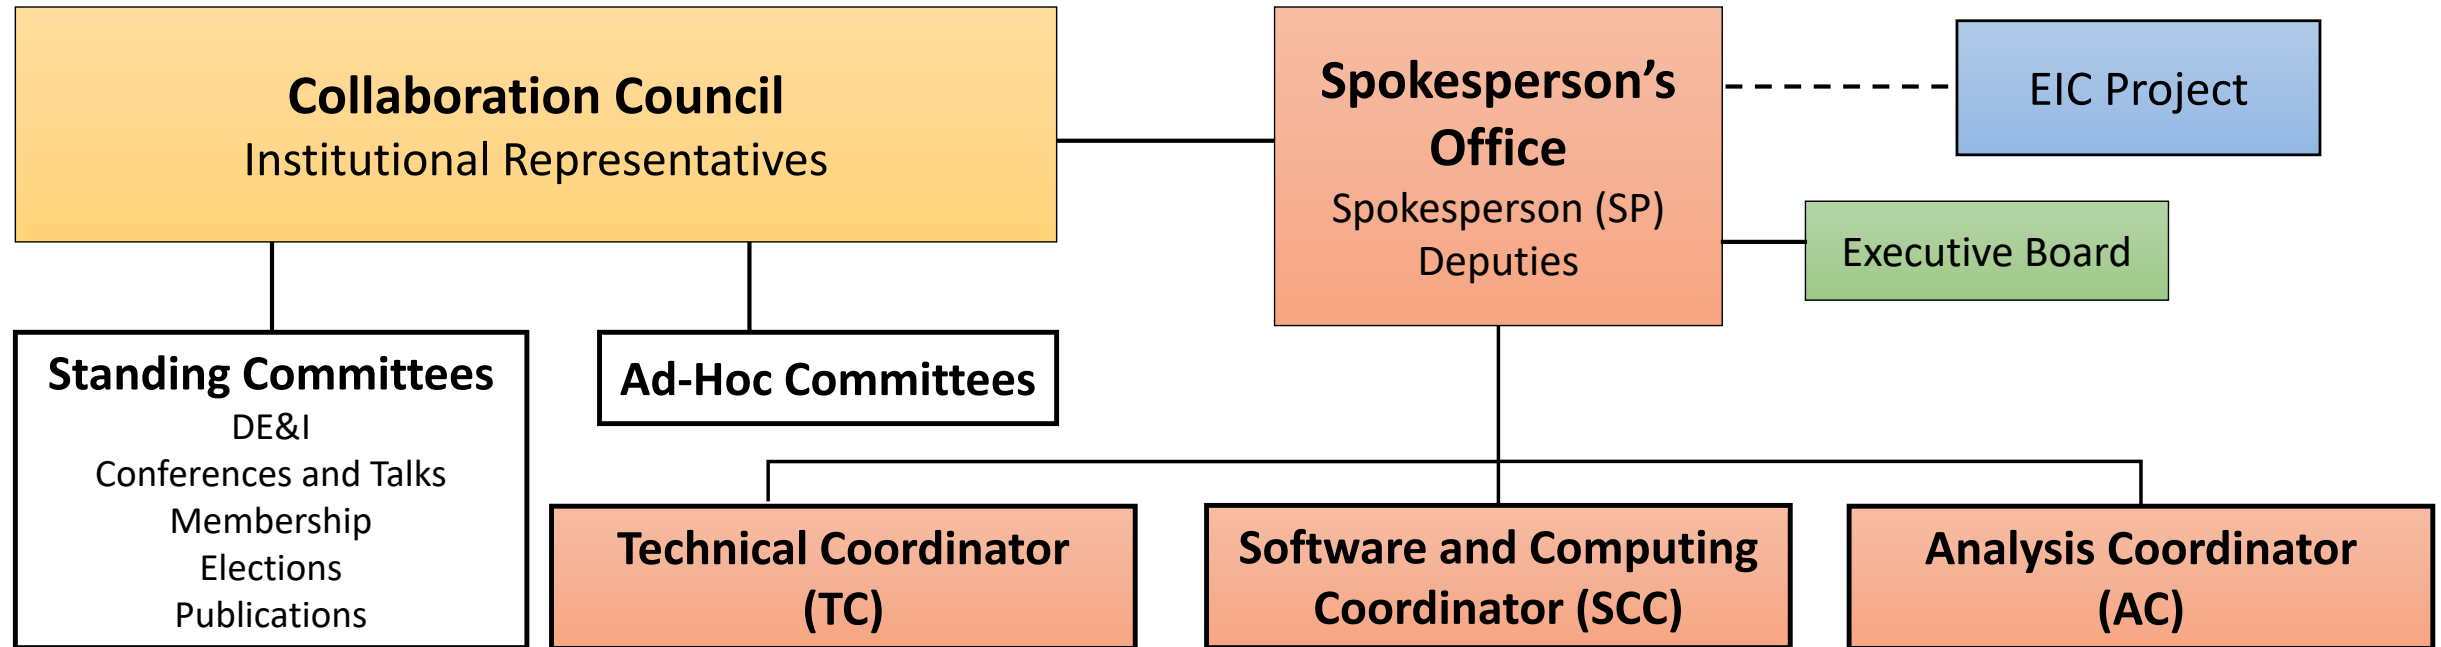 Collaboration Council
Institutional Representatives
Spokesperson’s
Office
Spokesperson (SP)
Deputies
EIC Project
Executive Board
Standing Committees
DE&I
Conferences and Talks
Membership
Elections
Publications
Ad-Hoc Committees
Technical Coordinator
(TC)
Software and Computing
Coordinator (SCC)
Analysis Coordinator
(AC)